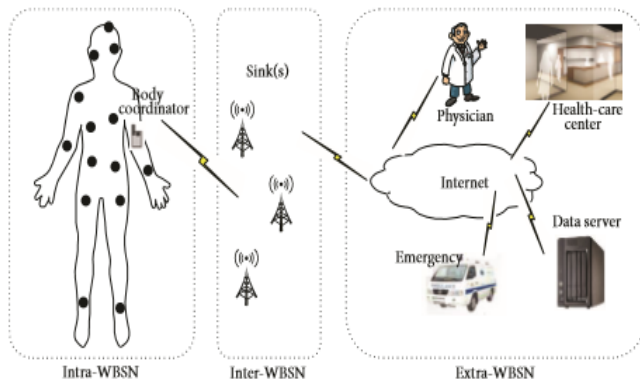 Body
coordinator
Intra-WBSN
Sink(s)
Inter-WBSN
Physician
Health-care
center
Internet
Emergency
Data server
Extra-WBSN